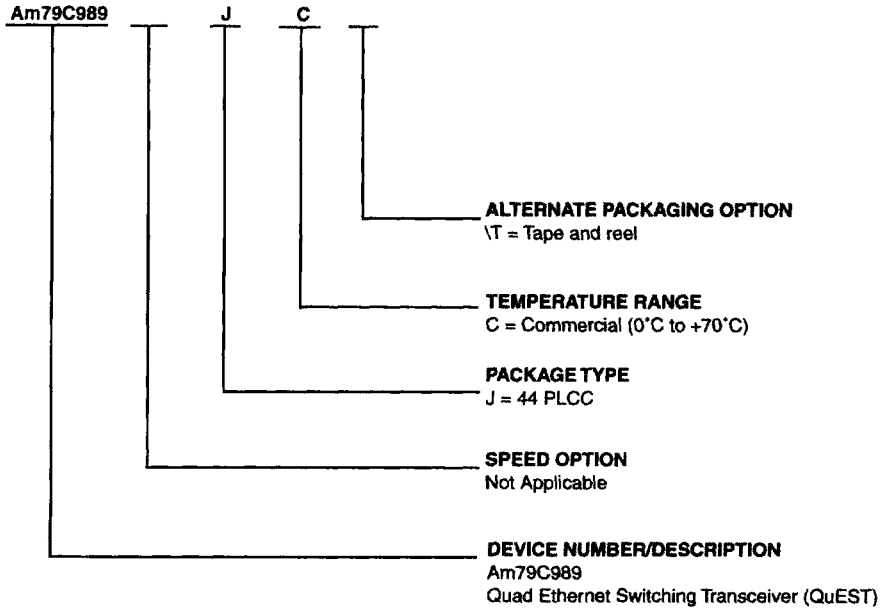 Am79C989 J C
ALTERNATE PACKAGING OPTION
\T = Tape and reel
TEMPERATURE RANGE
C = Commercial (0°C to +70°C)
PACKAGE TYPE
J = 44 PLCC
SPEED OPTION
Not Applicable
DEVICE NUMBER/DESCRIPTION
Am79C989
Quad Ethernet Switching Transceiver (QuEST)